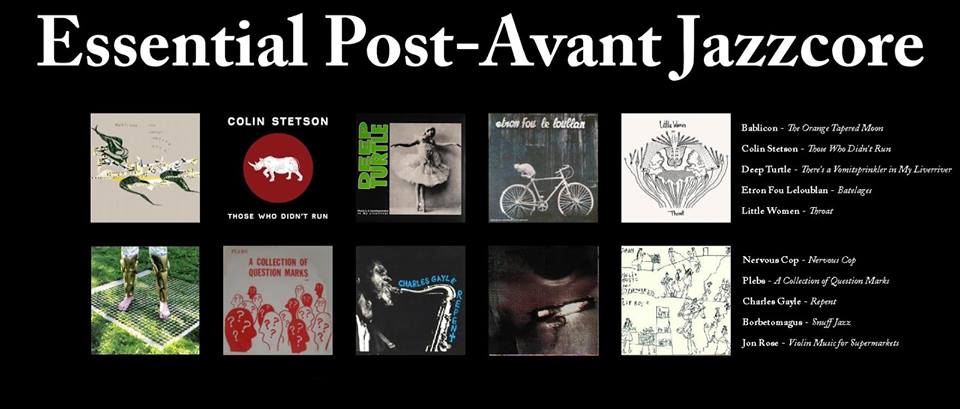 Essential Post-Avant Jazzcore
COLIN STETSON
THOSE WHO DIDN'T RUN
DEEP
TURTLE
etron fou le loublan
Little Women
Throat
Bablicon - The Orange Tapered Moon
Colin Stetson - Those Who Didn't Run
Deep Turtle - There's a Vomitsprinkler in My Liverriver
Etron Fou Leloublan - Batelages
Little Women - Throat
PLEBS
A COLLECTION OF
QUESTION MARKS
CHARLES GAYLE
REPENT
Nervous Cop - Nervous Cop
Plebs - A Collection of Question Marks
Charles Gayle - Repent
Borbetomagus - Snuff Jazz
Jon Rose - Violin Music for Supermarkets